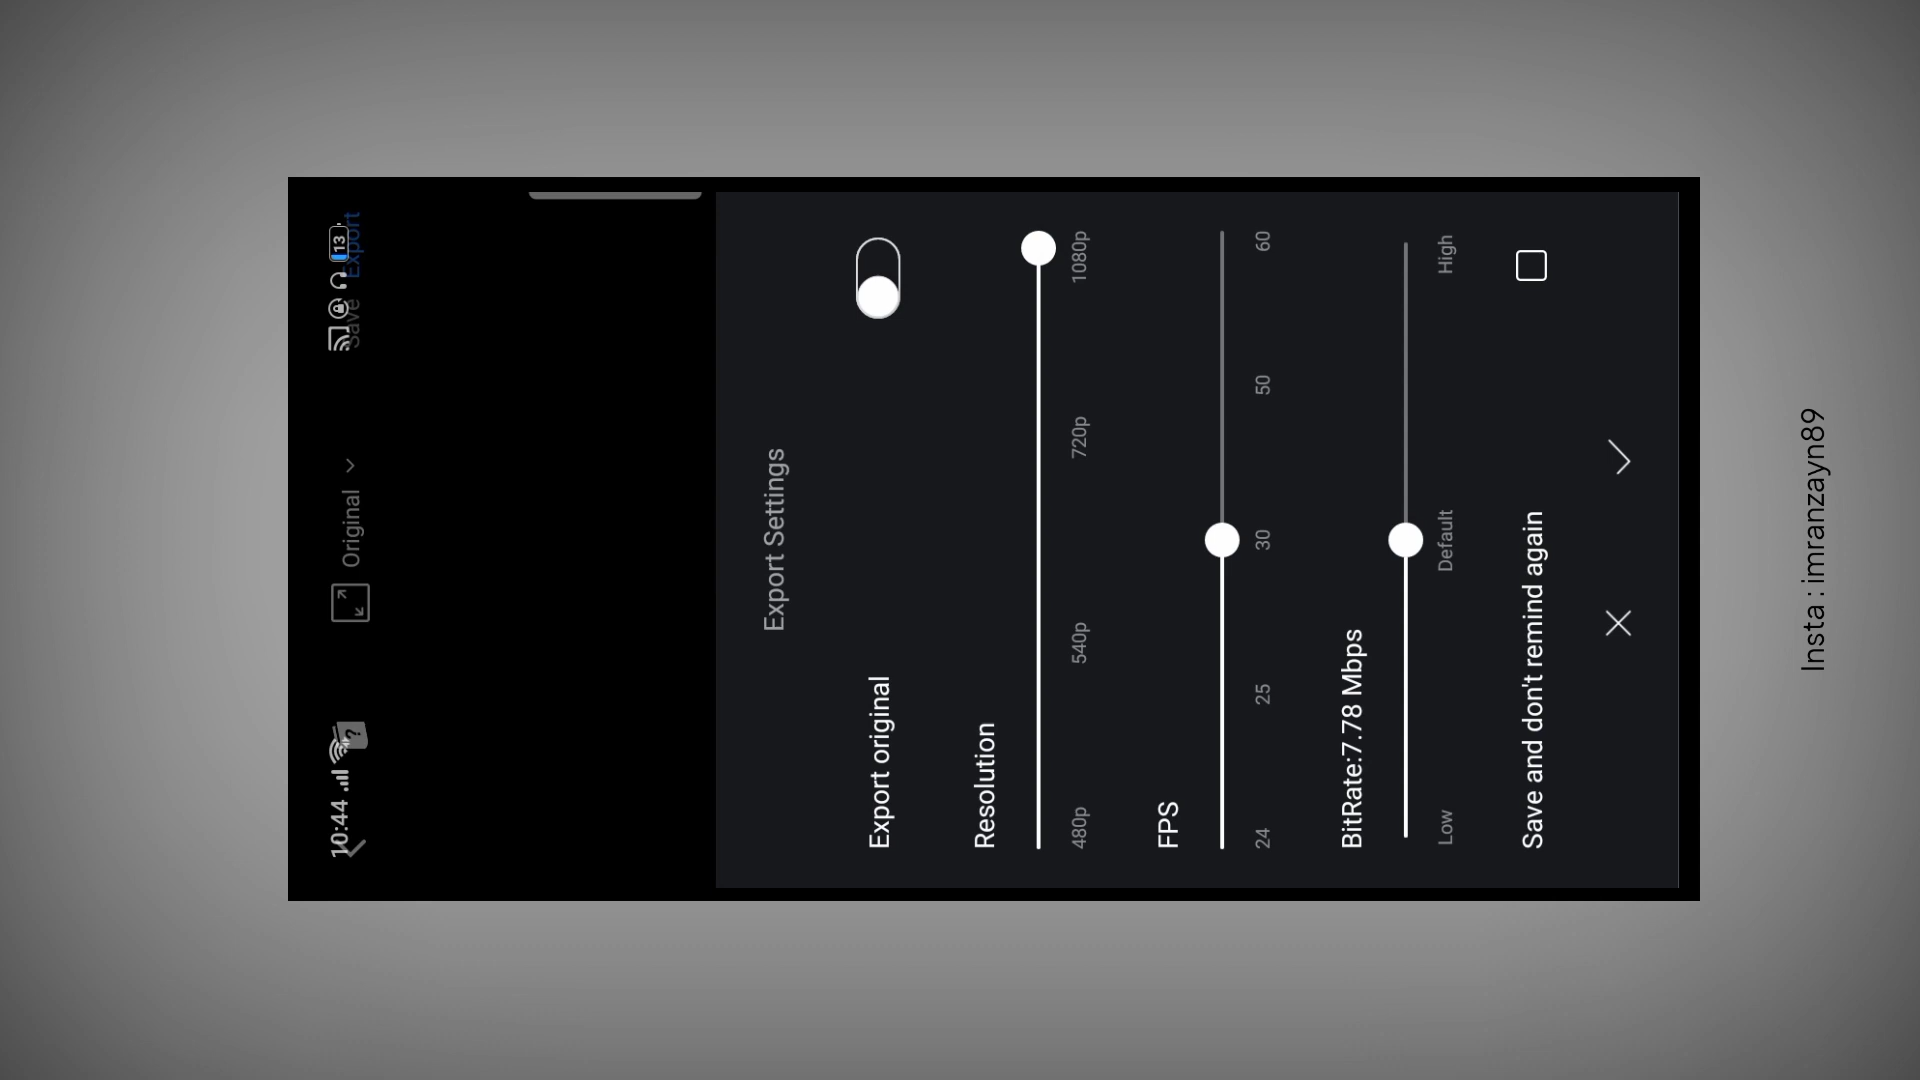 10:44
13
?
Original
Save Export
Export Settings
Export original
Resolution
480p 540p 720p 1080p
FPS
24 25 30 50 60
BitRate:7.78 Mbps
Low Default High
Save and don't remind again
Insta : imranzayn89